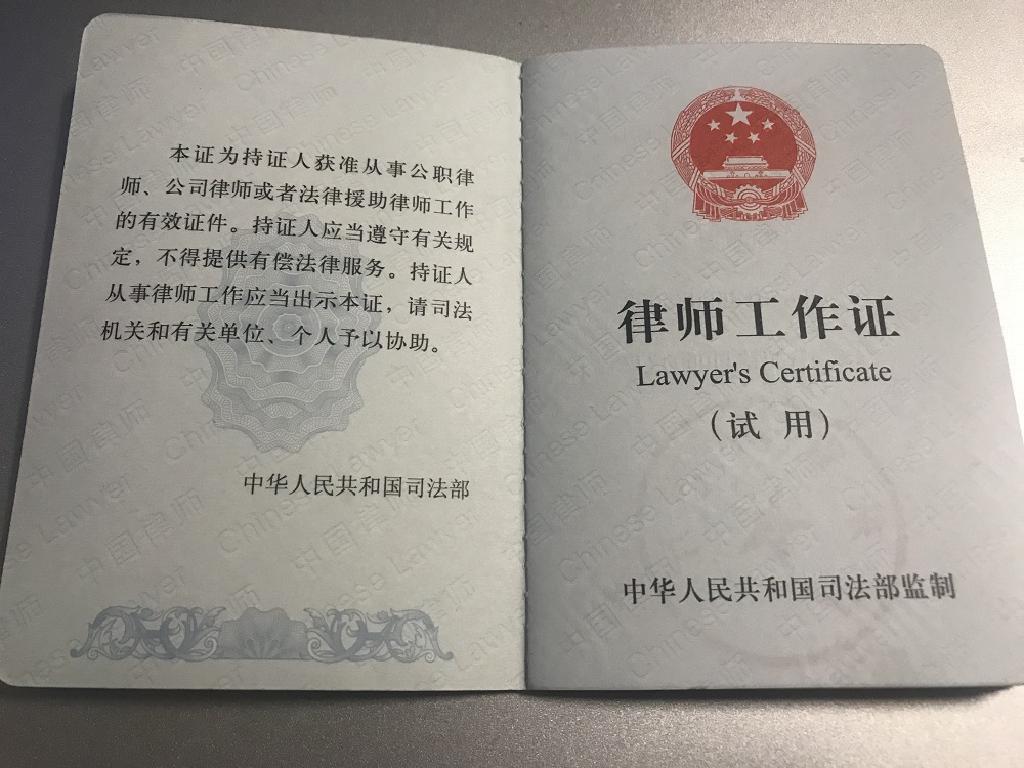 本证为持证人获准从事公职律
师、公司律师或者法律援助律师工作
的有效证件。持证人应当遵守有关规
定，不得提供有偿法律服务。持证人
从事律师工作应当出示本证，请司法
机关和有关单位、个人予以协助。
中华人民共和国司法部
律师工作证
Lawyer's Certificate
（试 用）
中华人民共和国司法部监制
中国律师
Chinese Lawyer